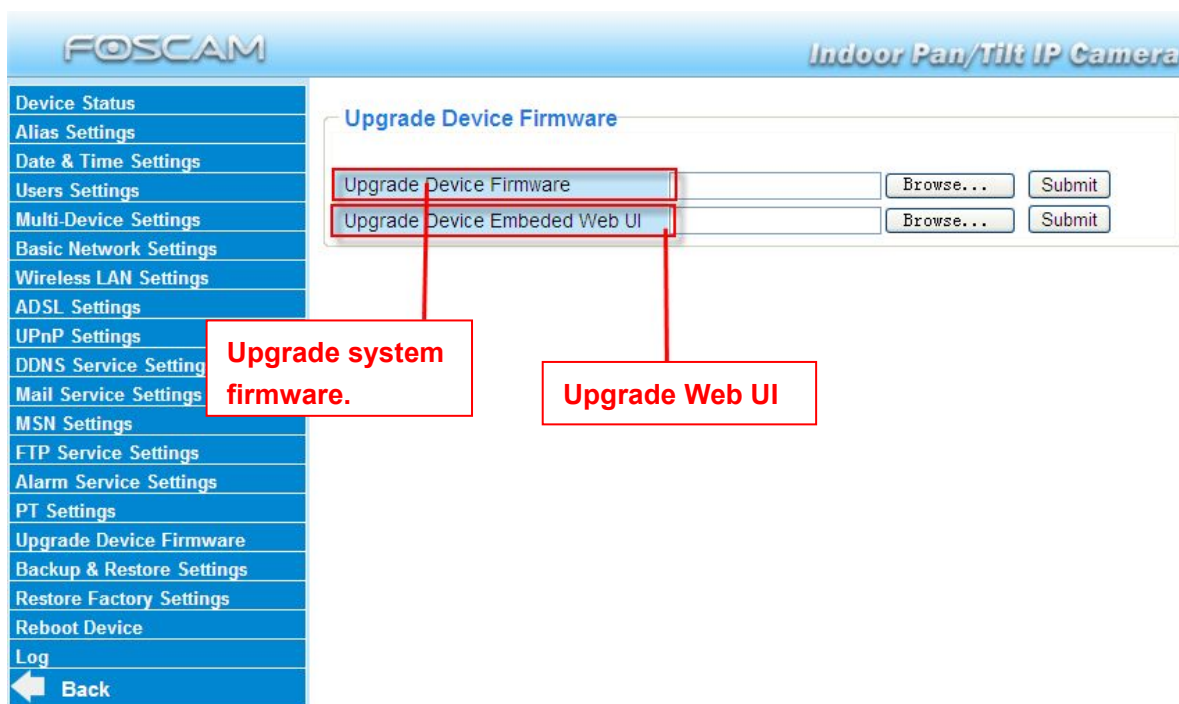 FOSCAM
Indoor Pan/Tilt IP Camera
Device Status
Alias Settings
Date & Time Settings
Users Settings
Multi-Device Settings
Basic Network Settings
Wireless LAN Settings
ADSL Settings
UPnP Settings
DDNS Service Setting
Mail Service Settings
MSN Settings
FTP Service Settings
Alarm Service Settings
PT Settings
Upgrade Device Firmware
Backup & Restore Settings
Restore Factory Settings
Reboot Device
Log
Back
Upgrade Device Firmware
Upgrade Device Firmware Browse... Submit
Upgrade Device Embeded Web UI Browse... Submit
Upgrade system
firmware.
Upgrade Web UI